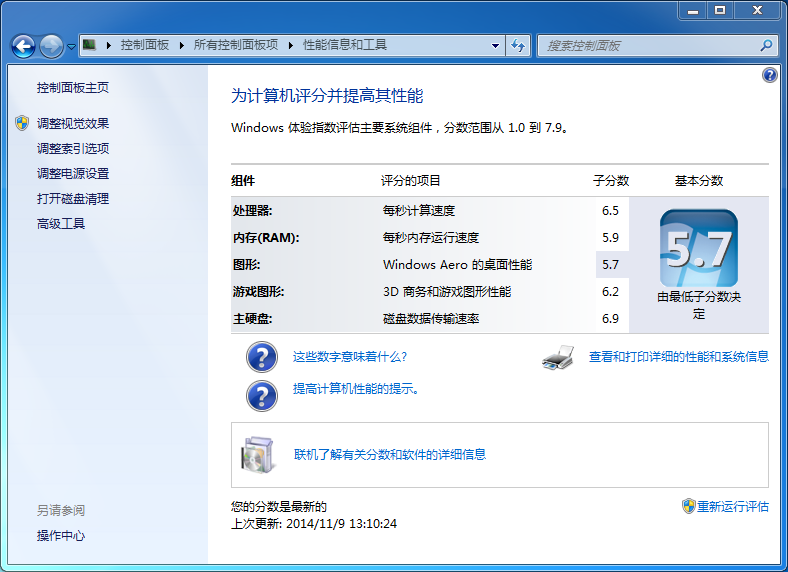 控制面板 ▸ 所有控制面板项 ▸ 性能信息和工具
搜索控制面板
控制面板主页
调整视觉效果
调整索引选项
调整电源设置
打开磁盘清理
高级工具
另请参阅
操作中心
为计算机评分并提高其性能
Windows 体验指数评估主要系统组件，分数范围从 1.0 到 7.9。
组件 评分的项目 子分数 基本分数
处理器: 每秒计算速度 6.5
内存(RAM): 每秒内存运行速度 5.9
图形: Windows Aero 的桌面性能 5.7
游戏图形: 3D 商务和游戏图形性能 6.2
主硬盘: 磁盘数据传输速率 6.9
5.7
由最低子分数决
定
这些数字意味着什么?
查看和打印详细的性能和系统信息
提高计算机性能的提示。
联机了解有关分数和软件的详细信息
您的分数是最新的
上次更新: 2014/11/9 13:10:24
重新运行评估